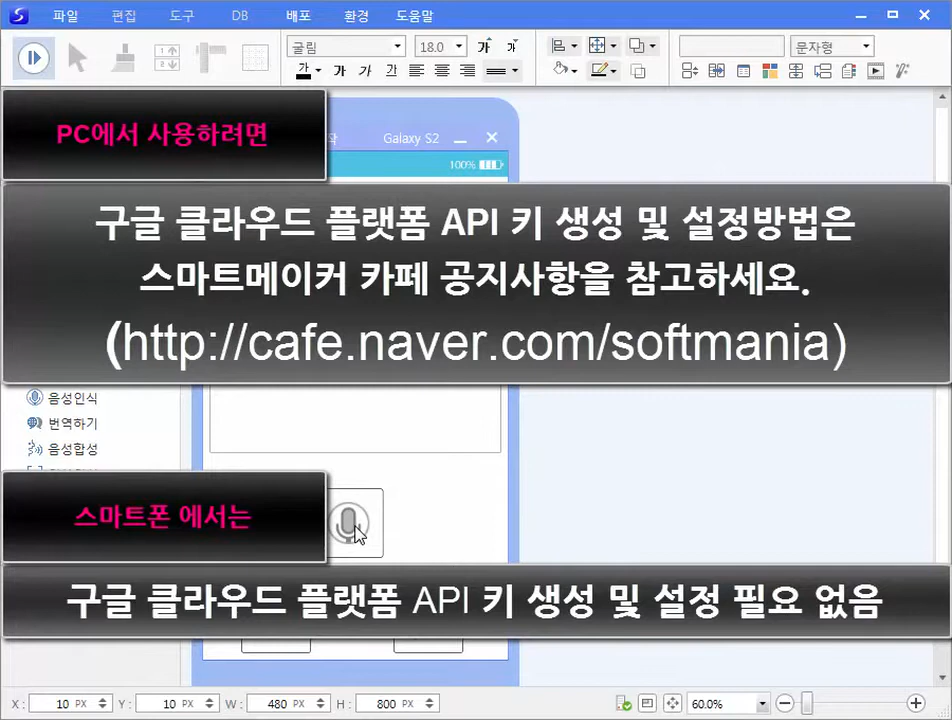 파일 편집 도구 DB 배포 환경 도움말
굴림 18.0 가 가 문자형
가 가 가 가
PC에서 사용하려면
Galaxy S2
100%
구글 클라우드 플랫폼 API 키 생성 및 설정방법은
스마트메이커 카페 공지사항을 참고하세요.
(http://cafe.naver.com/softmania)
음성인식
번역하기
음성합성
스마트폰 에서는
구글 클라우드 플랫폼 API 키 생성 및 설정 필요 없음
X : 10 PX Y : 10 PX W : 480 PX H : 800 PX 60.0%